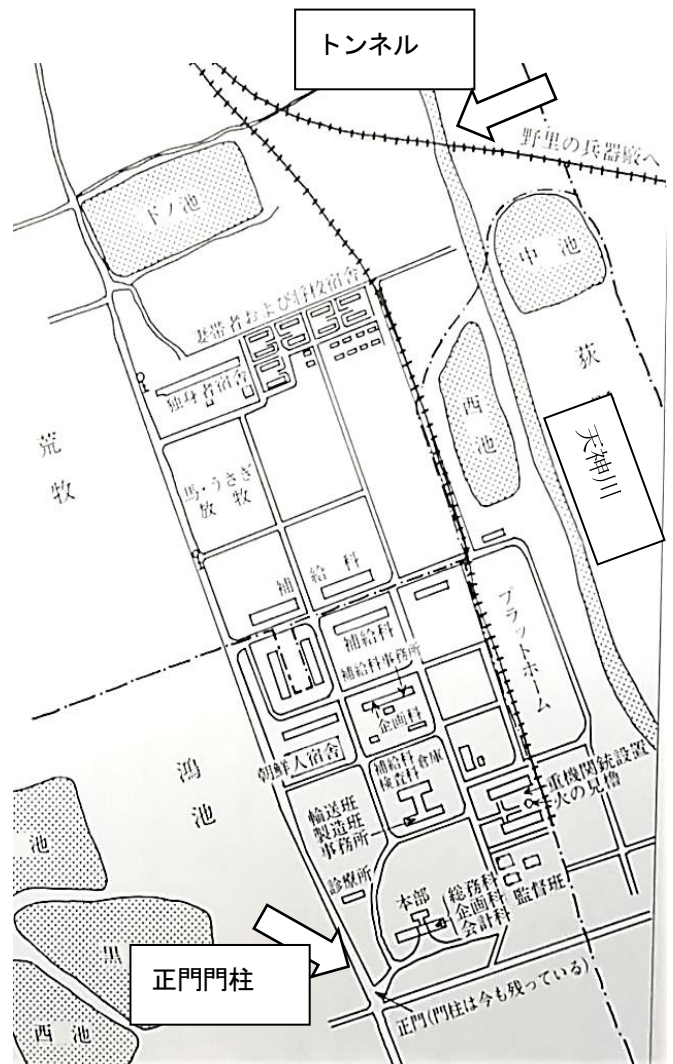 トンネル
野里の兵器廠へ
下ノ池
中池
妻帯者および将校宿舎
荻
独身者宿舎
西池
天神川
荒牧
馬・うさぎ
放牧
補給科
プラットホーム
補給科
補給科事務所
企画科
鴻池
朝鮮人宿舎
補給科倉庫
検査科
重機関銃設置
火の見櫓
輸送班
製造班
事務所
池
診療所
本部
総務科
企画科
会計科
監督班
黒
正門門柱
正門(門柱は今も残っている)
西池